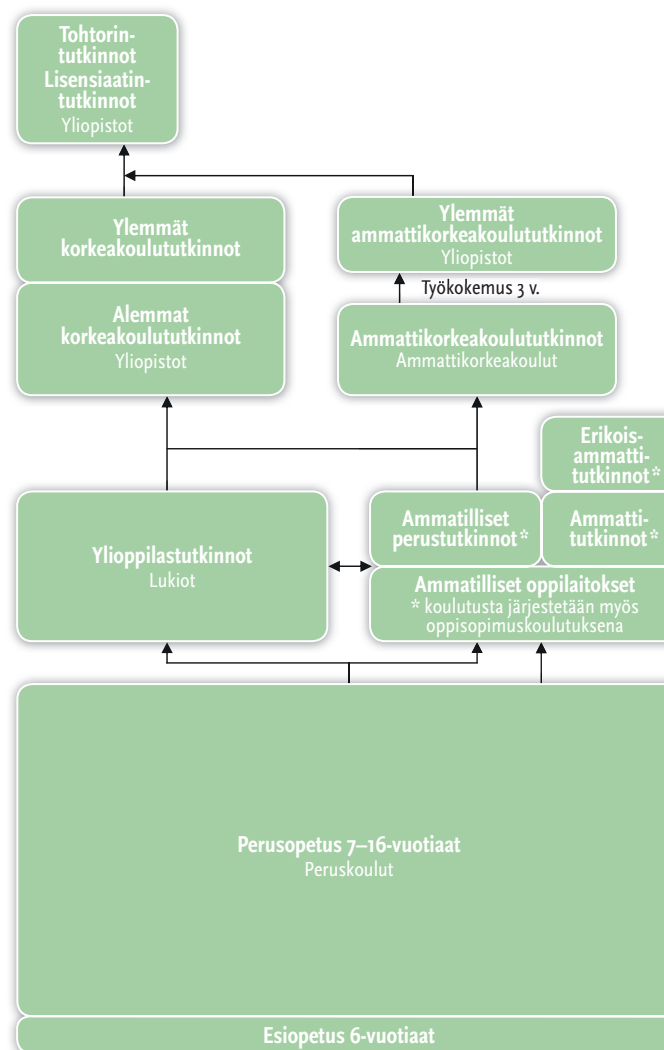 Tohtorin-
tutkinnot
Lisensiaatin-
tutkinnot
Yliopistot
Ylemmät
korkeakoulututkinnot
Ylemmät
ammattikorkeakoulututkinnot
Yliopistot
Työkokemus 3 v.
Alemmat
korkeakoulututkinnot
Yliopistot
Ammattikorkeakoulututkinnot
Ammattikorkeakoulut
Erikois-
ammatti-
tutkinnot*
Ylioppilastutkinnot
Lukiot
Ammatilliset
perustutkinnot*
Ammatti-
tutkinnot*
Ammatilliset oppilaitokset
* koulutusta järjestetään myös
oppisopimuskoulutuksena
Perusopetus 7–16-vuotiaat
Peruskoulut
Esiopetus 6-vuotiaat